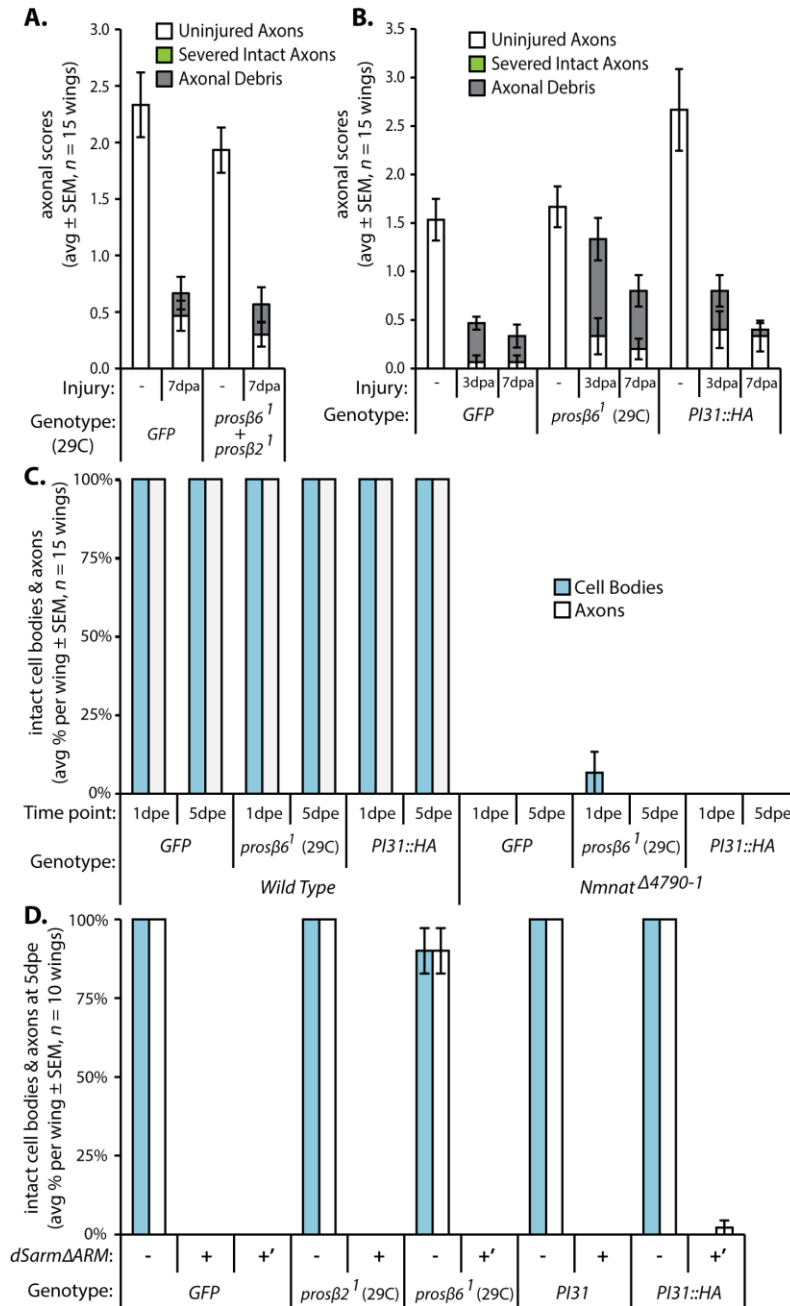 A.
3.0
2.5
2.0
1.5
1.0
0.5
0.0
axonal scores
(avg ± SEM, n = 15 wings)
Uninjured Axons
Severed Intact Axons
Axonal Debris
Injury: - 7dpa - 7dpa
Genotype: (29C) GFP prosβ6¹ + prosβ2¹
B.
3.5
3.0
2.5
2.0
1.5
1.0
0.5
0.0
axonal scores
(avg ± SEM, n = 15 wings)
Uninjured Axons
Severed Intact Axons
Axonal Debris
Injury: - 3dpa 7dpa - 3dpa 7dpa - 3dpa 7dpa
Genotype: GFP prosβ6¹ (29C) PI31::HA
C.
100%
75%
50%
25%
0%
intact cell bodies & axons
(avg % per wing ± SEM, n = 15 wings)
Cell Bodies
Axons
Time point: 1dpe 5dpe 1dpe 5dpe 1dpe 5dpe 1dpe 5dpe 1dpe 5dpe 1dpe 5dpe
Genotype: GFP prosβ6¹ (29C) PI31::HA GFP prosβ6¹ (29C) PI31::HA
Wild Type Nmnat Δ4790-1
D.
100%
75%
50%
25%
0%
intact cell bodies & axons at 5dpe
(avg % per wing ± SEM, n = 10 wings)
dSarmΔARM: - + +' - + - +' - + - +'
Genotype: GFP prosβ2¹ (29C) prosβ6¹ (29C) PI31 PI31::HA